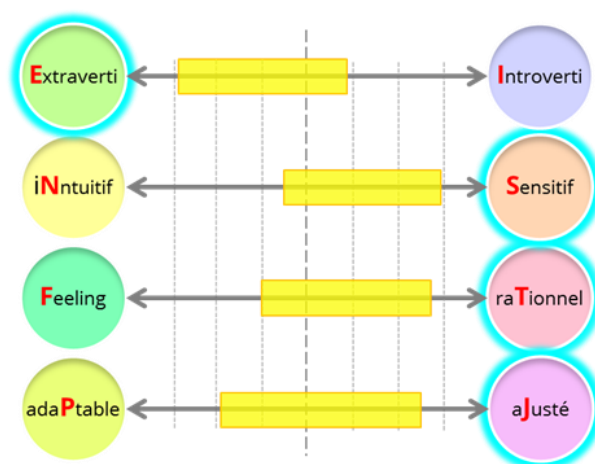 Extraverti
Introverti
iNntuitif
Sensitif
Feeling
raTionnel
adaPtable
aJusté